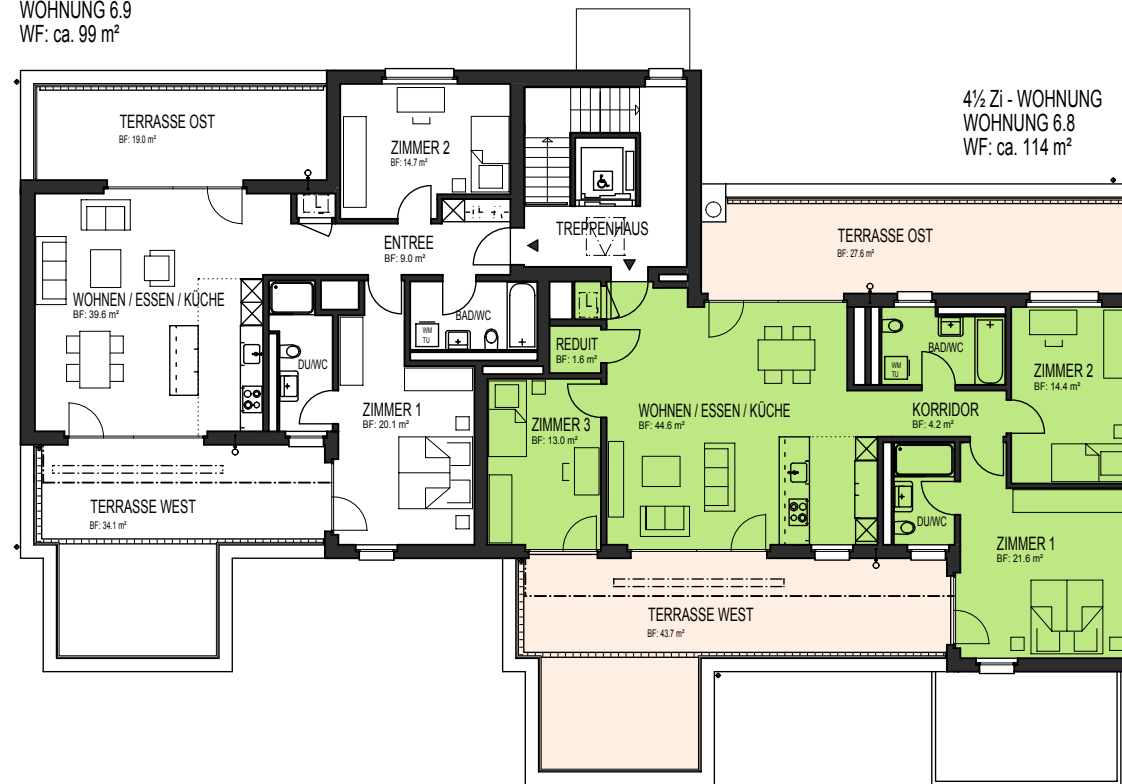 WOHNUNG 6.9
WF: ca. 99 m²
4½ Zi - WOHNUNG
WOHNUNG 6.8
WF: ca. 114 m²
TERRASSE OST
BF: 19.0 m²
ZIMMER 2
BF: 14.7 m²
L
TREPPENHAUS
TERRASSE OST
BF: 27.6 m²
ENTREE
BF: 9.0 m²
WOHNEN / ESSEN / KÜCHE
BF: 39.6 m²
BAD/WC
WM
TU
DU/WC
L
REDUIT
BF: 1.6 m²
BAD/WC
WM
TU
ZIMMER 2
BF: 14.4 m²
ZIMMER 1
BF: 20.1 m²
ZIMMER 3
BF: 13.0 m²
WOHNEN / ESSEN / KÜCHE
BF: 44.6 m²
KORRIDOR
BF: 4.2 m²
TERRASSE WEST
BF: 34.1 m²
DU/WC
ZIMMER 1
BF: 21.6 m²
TERRASSE WEST
BF: 43.7 m²